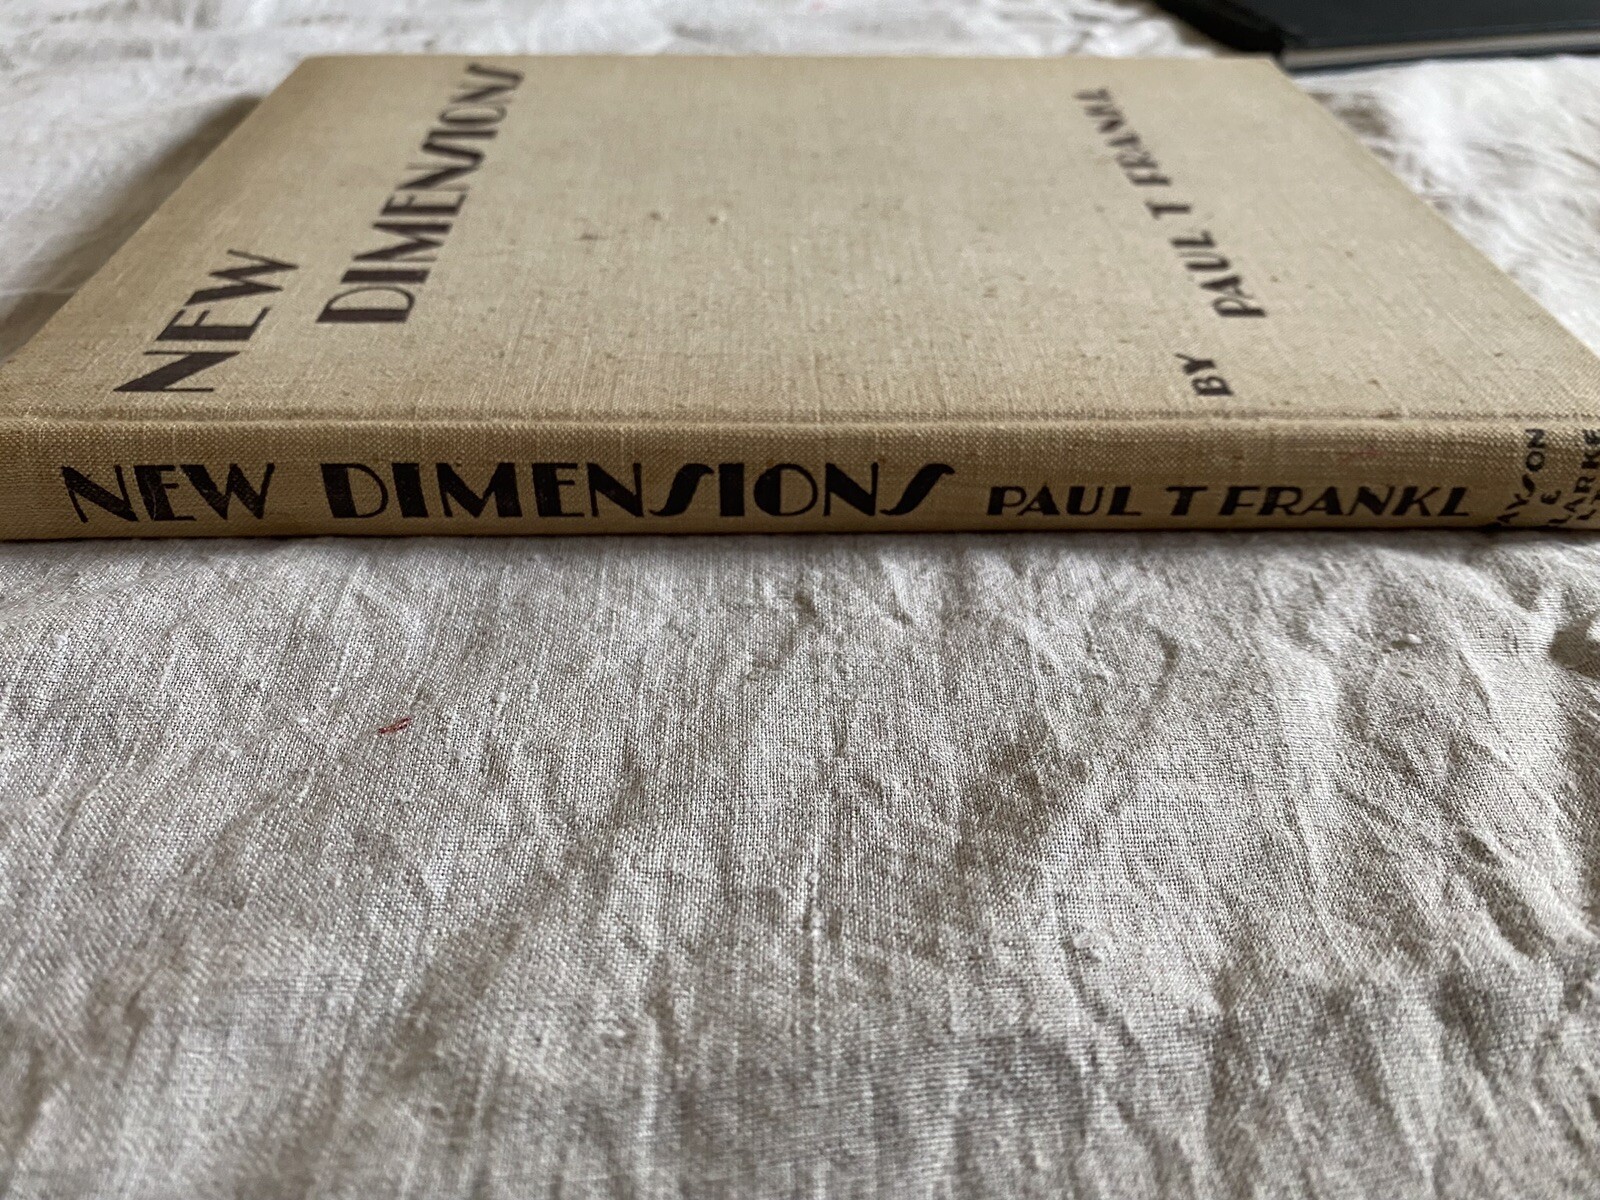 NEW
DIMENSIONS
BY PAUL T FRANKL
NEW DIMENSIONS PAUL T FRANKL